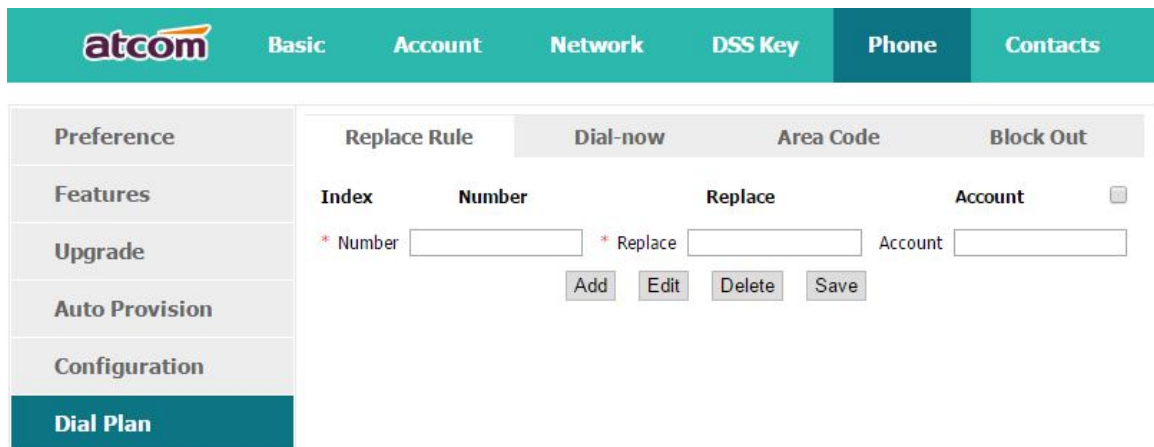 atcom Basic Account Network DSS Key Phone Contacts
Preference
Features
Upgrade
Auto Provision
Configuration
Dial Plan
Replace Rule Dial-now Area Code Block Out
Index Number Replace Account
* Number * Replace Account
Add Edit Delete Save